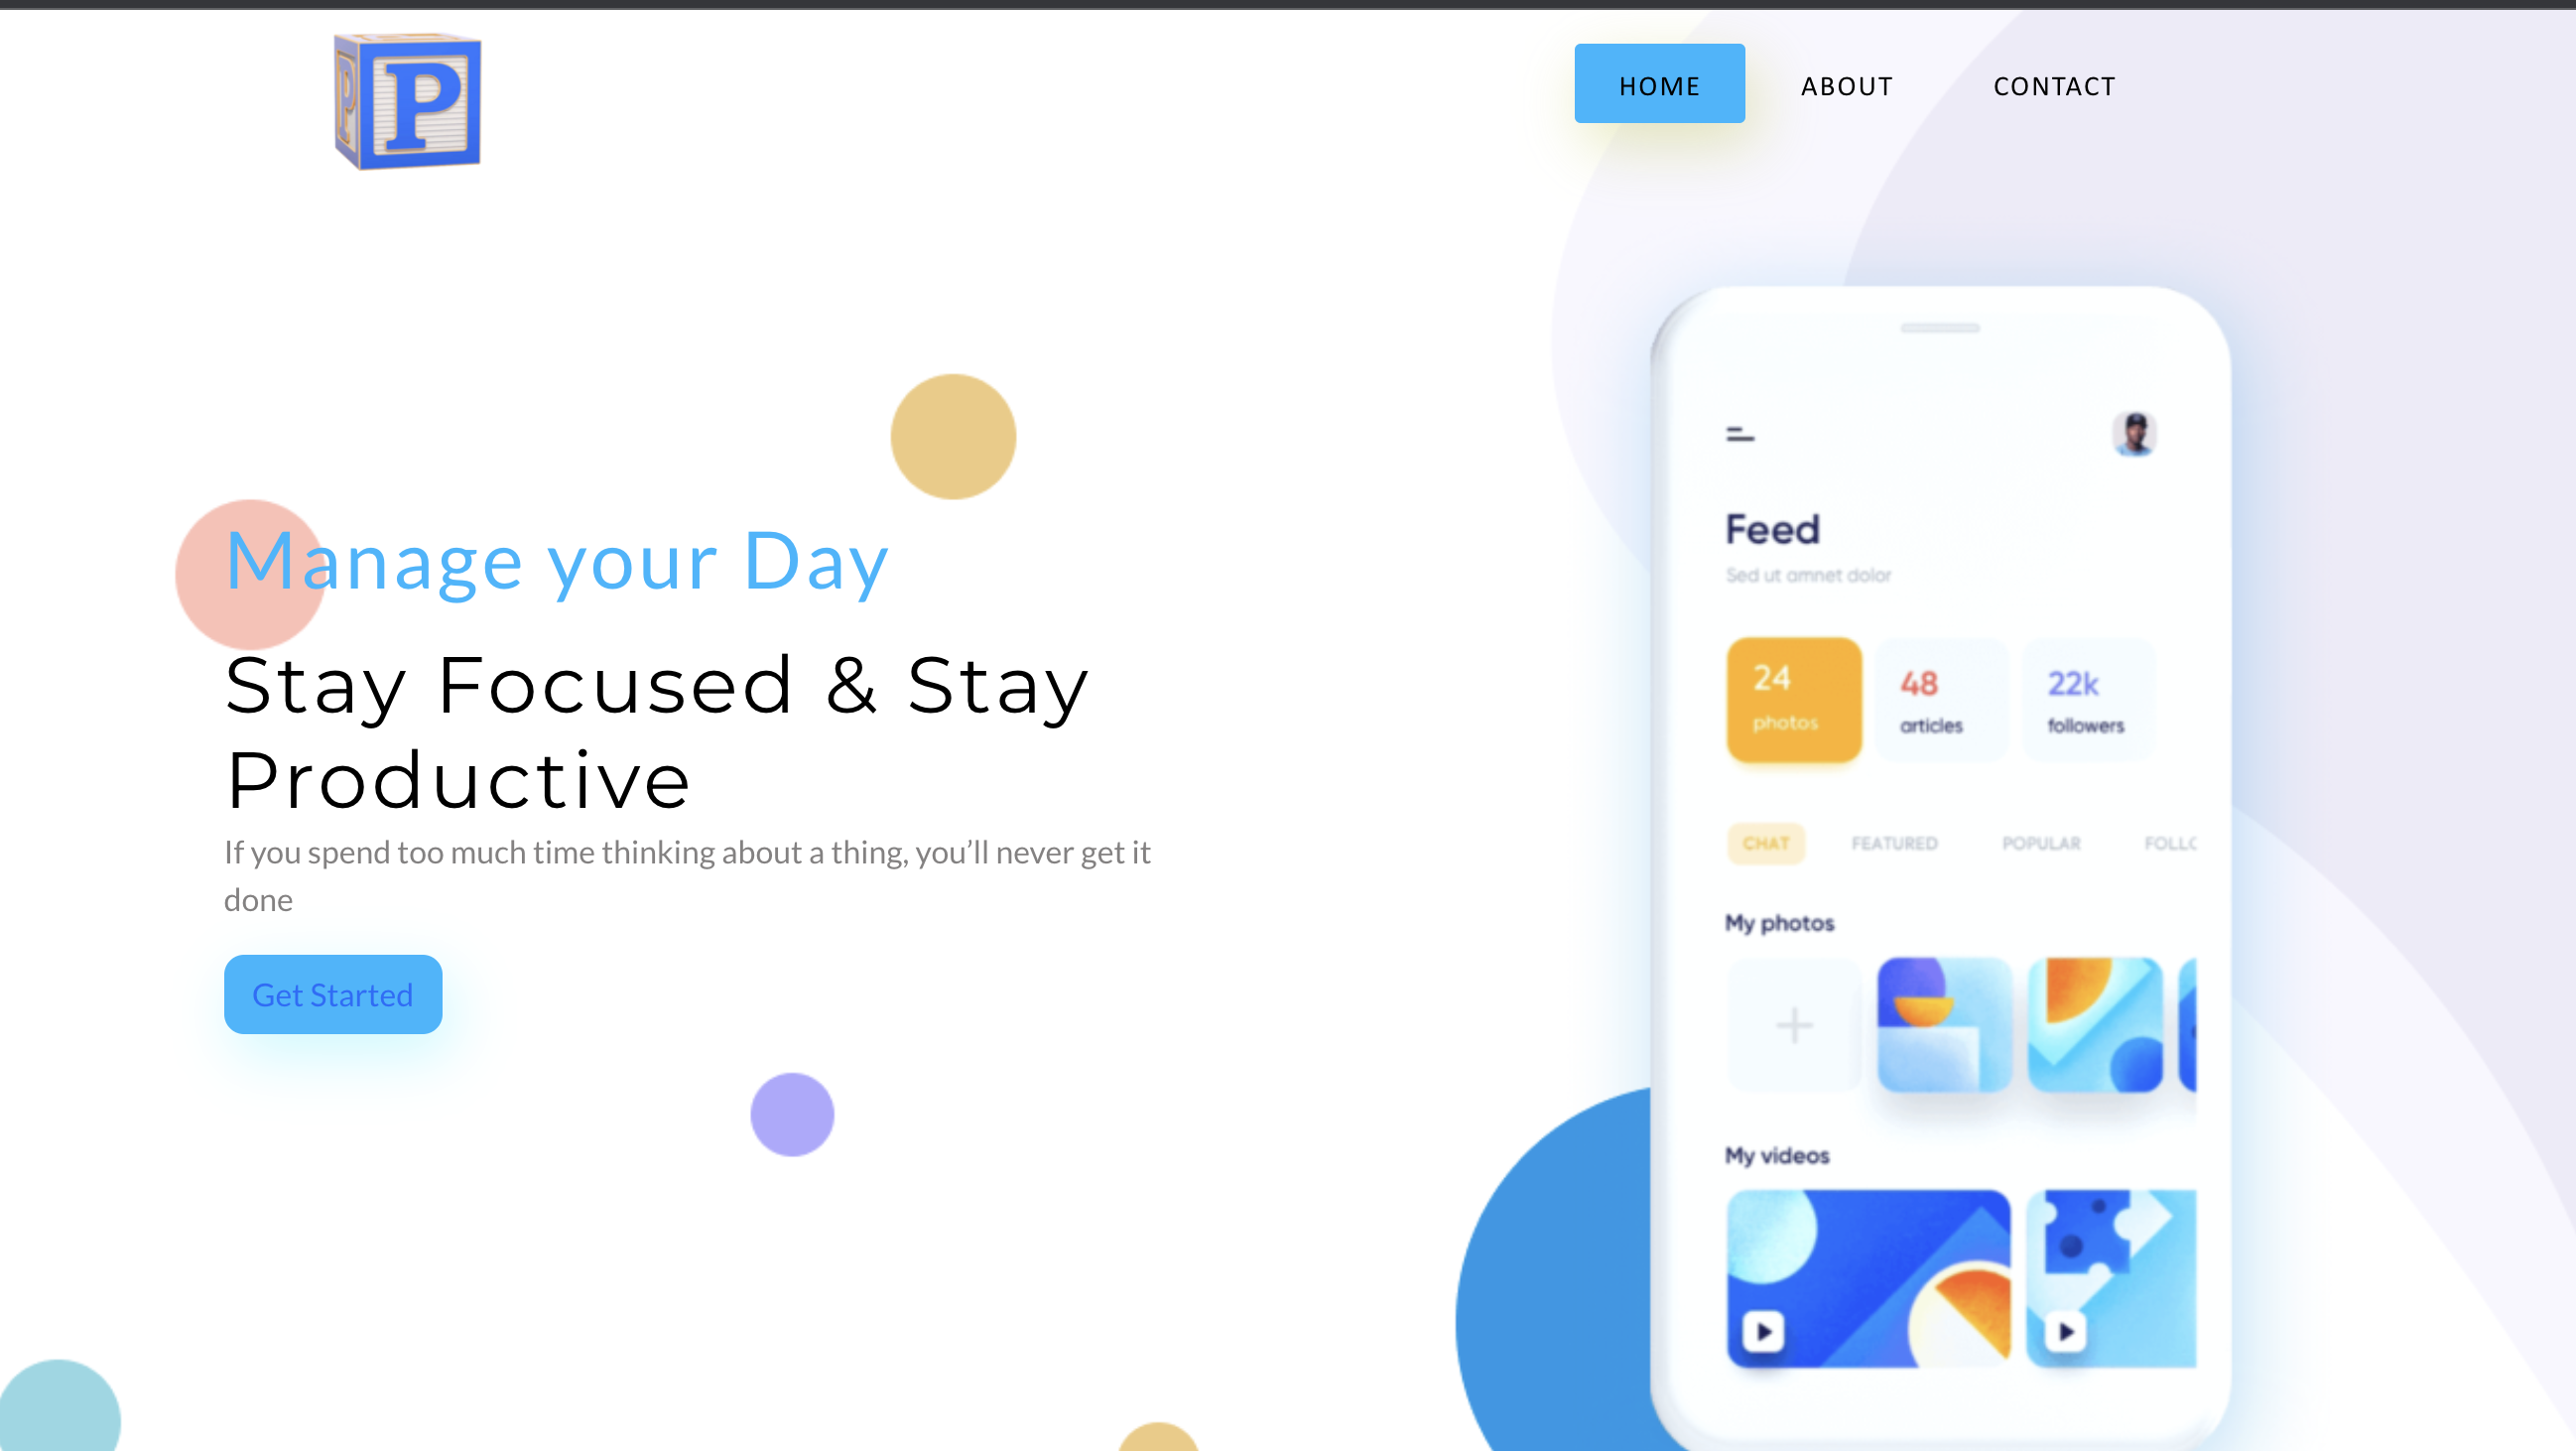 P P
HOME ABOUT CONTACT
Manage your Day
Stay Focused & Stay
Productive
If you spend too much time thinking about a thing, you’ll never get it
done
Get Started
Feed
Sed ut amnet dolor
24 48 22k
photos articles followers
CHAT FEATURED POPULAR FOLLO
My photos
My videos